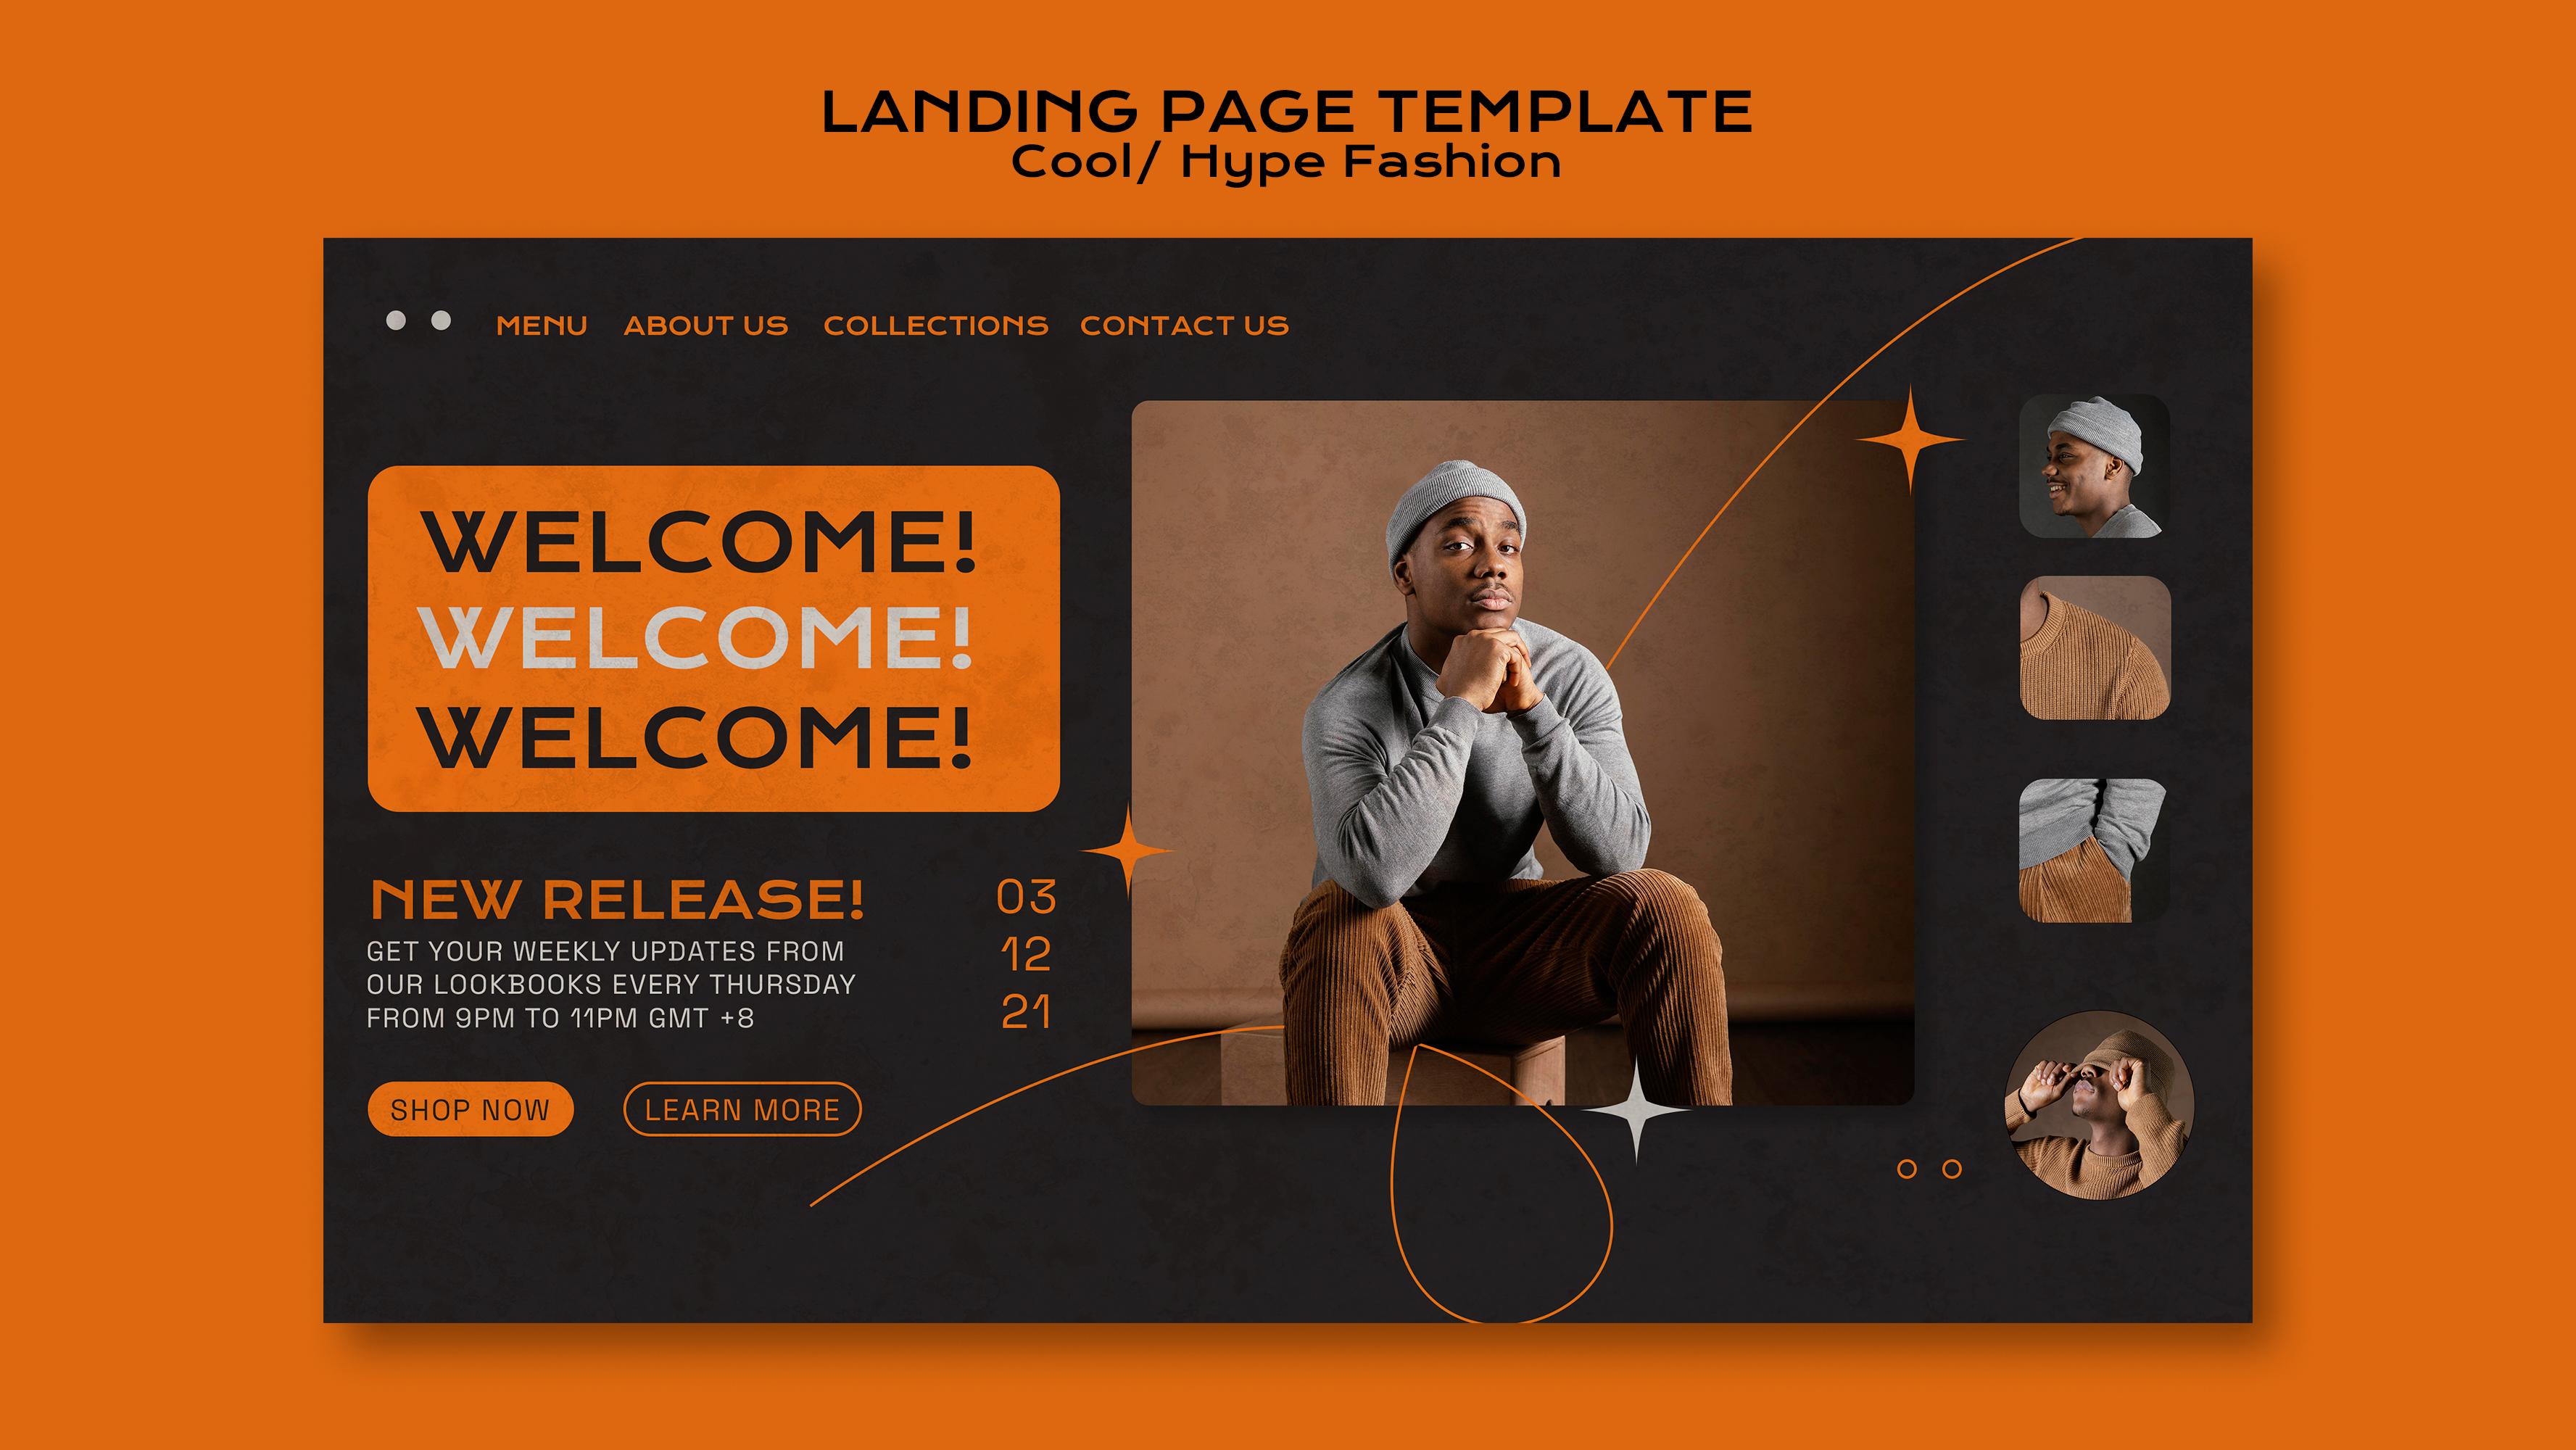 LANDING PAGE TEMPLATE
Cool/ Hype Fashion
MENU ABOUT US COLLECTIONS CONTACT US
WELCOME!
WELCOME!
WELCOME!
NEW RELEASE!
GET YOUR WEEKLY UPDATES FROM
OUR LOOKBOOKS EVERY THURSDAY
FROM 9PM TO 11PM GMT +8
03
12
21
SHOP NOW
LEARN MORE